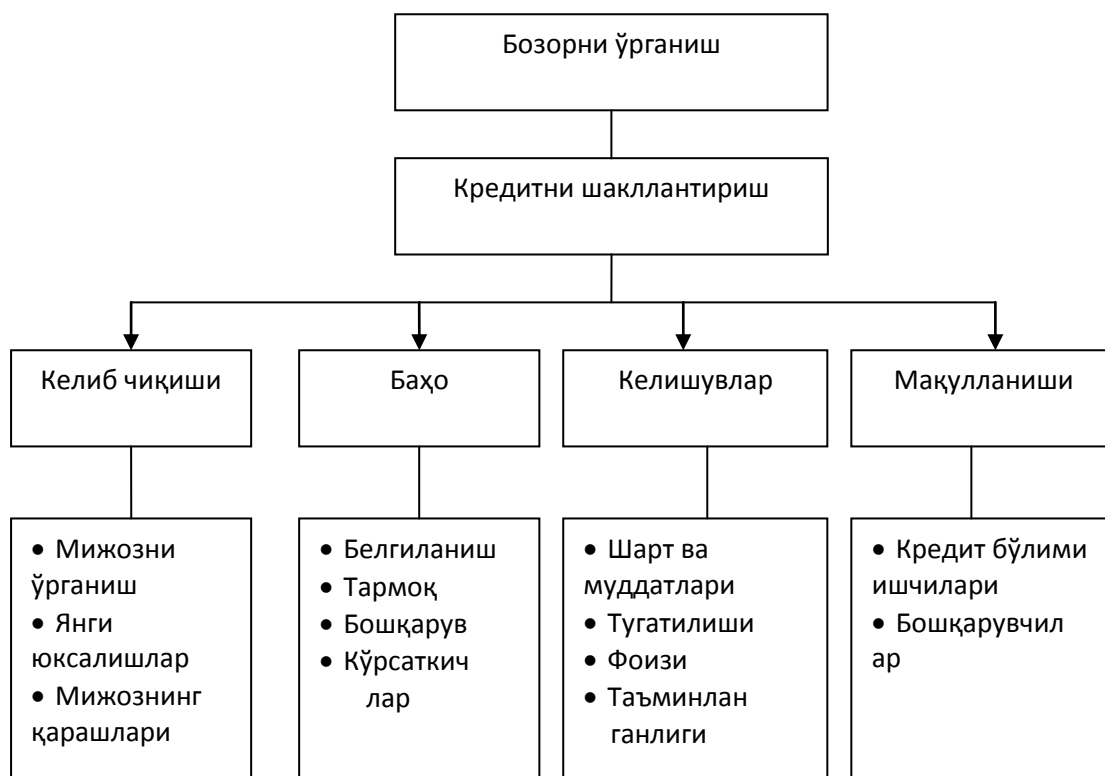 Бозорни ўрганиш
Кредитни шакллантириш
Келиб чиқиши
Баҳо
Келишувлар
Мақулланиши
• Мижозни
ўрганиш
• Янги
юксалишлар
• Мижознинг
қарашлари
• Белгиланиш
• Тармоқ
• Бошқарув
• Кўрсаткич
лар
• Шарт ва
муддатлари
• Тугатилиши
• Фоизи
• Таъминлан
ганлиги
• Кредит бўлими
ишчилари
• Бошқарувчил
ар